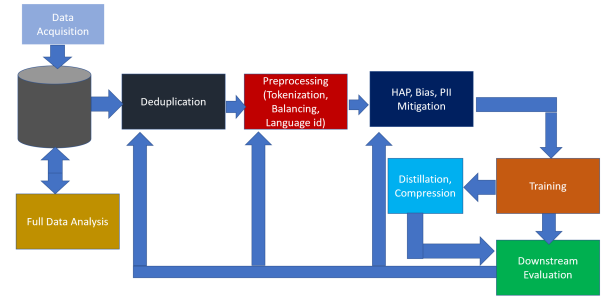 Data
Acquisition
Deduplication
Preprocessing
(Tokenization,
Balancing,
Language id)
HAP, Bias, PII
Mitigation
Distillation,
Compression
Training
Full Data Analysis
Downstream
Evaluation